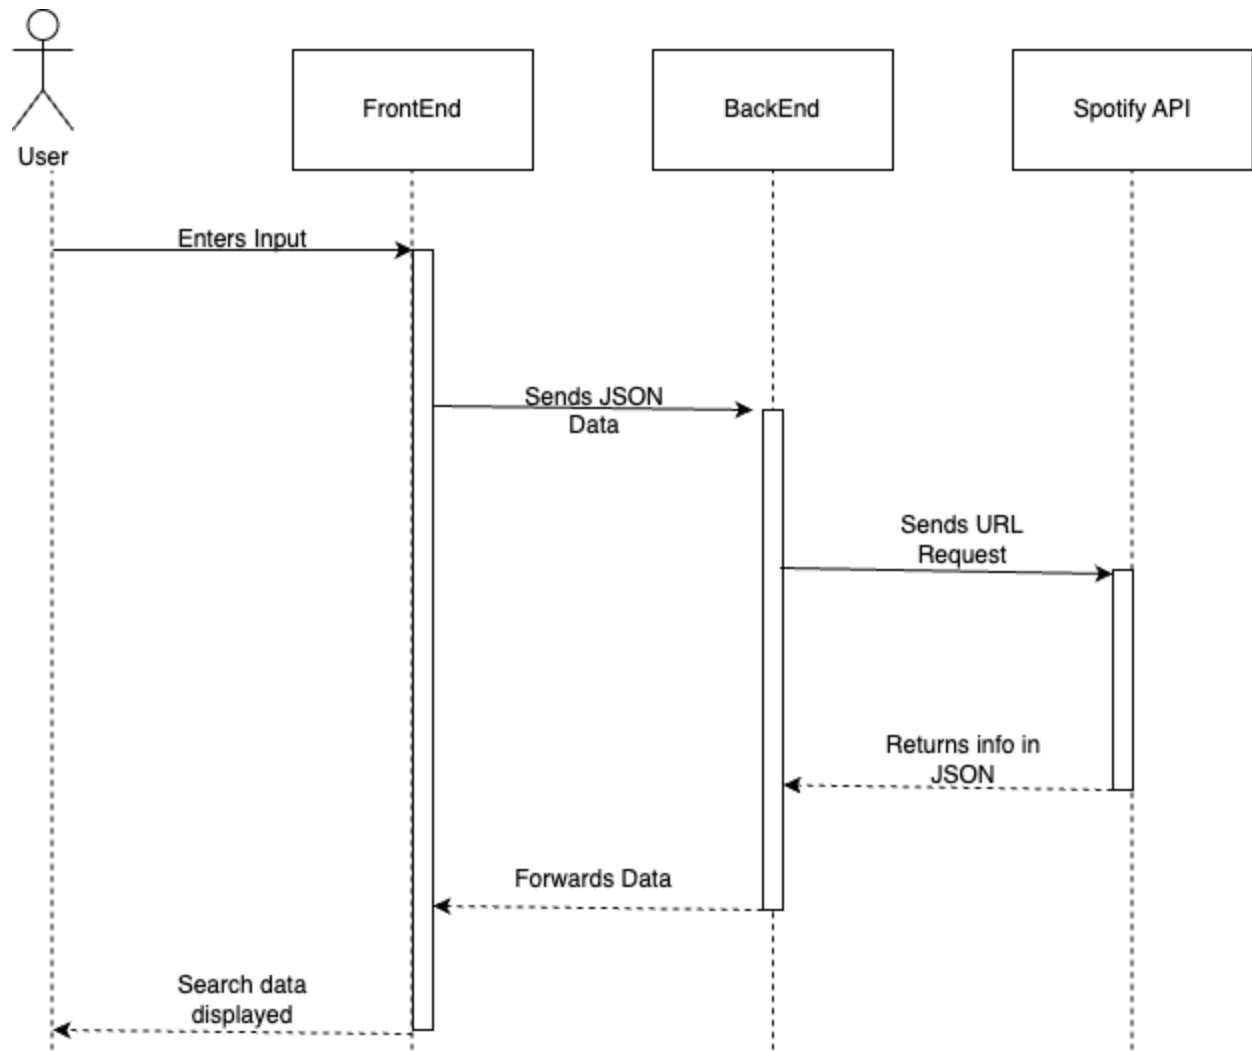 User
FrontEnd
BackEnd
Spotify API
Enters Input
Sends JSON
Data
Sends URL
Request
Returns info in
JSON
Forwards Data
Search data
displayed